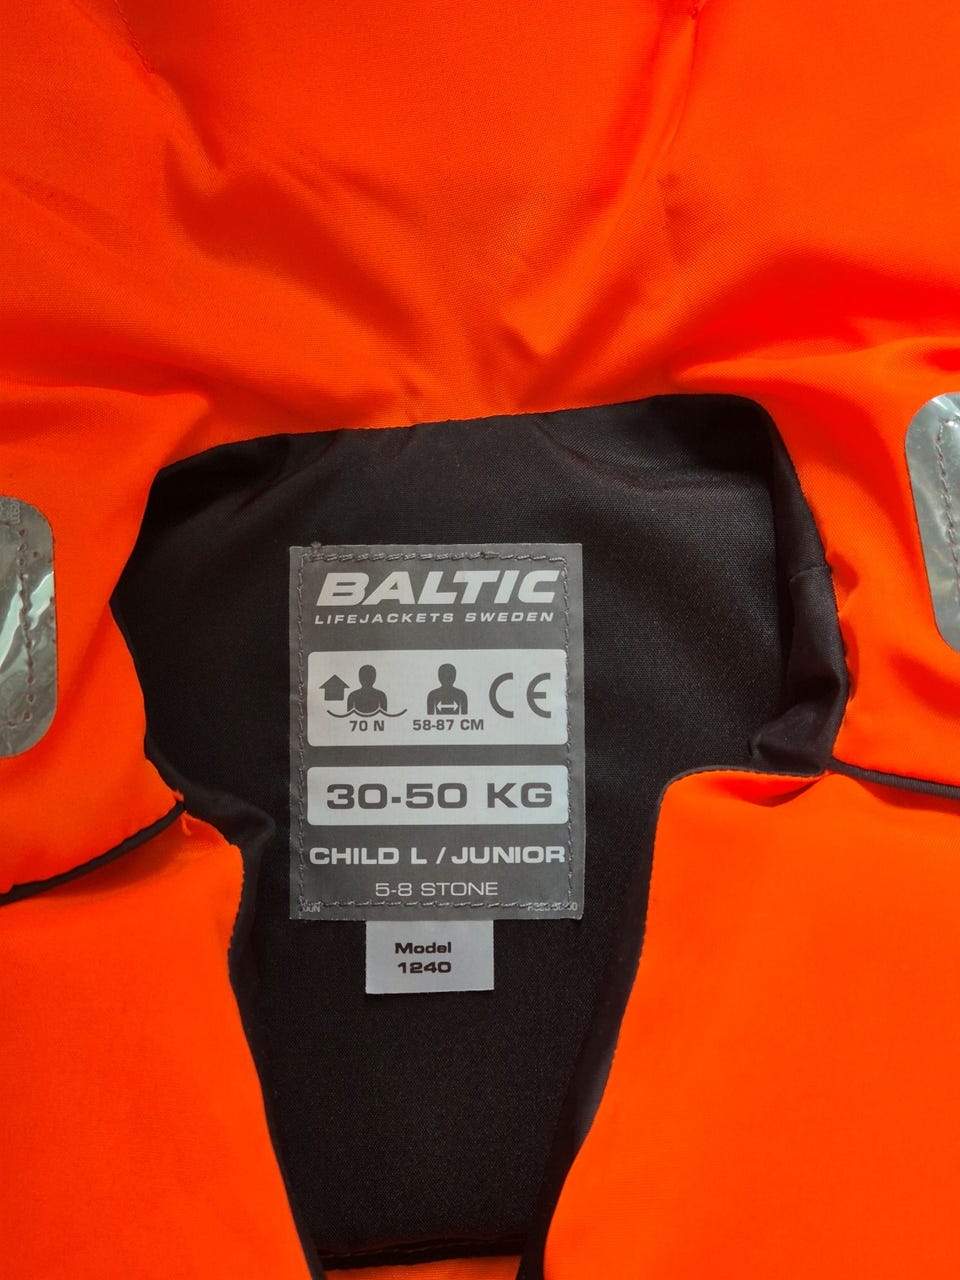 BALTIC
LIFEJACKETS SWEDEN
70 N 58-87 CM CE
30-50 KG
CHILD L / JUNIOR
5-8 STONE
Model
1240